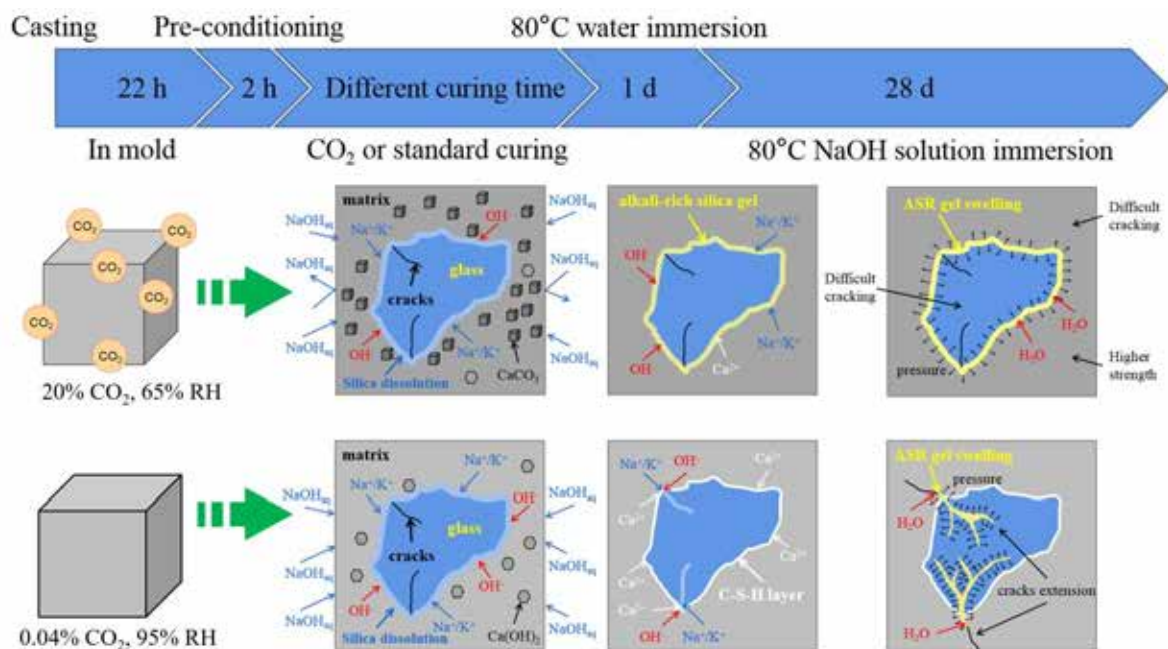 Casting Pre-conditioning 80°C water immersion
22 h 2 h Different curing time 1 d 28 d
In mold CO₂ or standard curing 80°C NaOH solution immersion
CO₂
CO₂
CO₂
CO₂
CO₂
CO₂
20% CO₂, 65% RH
matrix
OH⁻
NaOHaq
NaOHaq
Na⁺/K⁺
NaOHaq
NaOHaq
glass
cracks
NaOHaq
NaOHaq
OH⁻
Na⁺/K⁺
CaCO₃
Silica dissolution
alkali-rich silica gel
Na⁺/K⁺
OH⁻
Na⁺/K⁺
OH⁻
Ca²⁺
ASR gel swelling
Difficult
cracking
Difficult
cracking
H₂O
H₂O
pressure
Higher
strength
0.04% CO₂, 95% RH
matrix
Na⁺/K⁺
NaOHaq
NaOHaq
Na⁺/K⁺
OH⁻
glass
cracks
NaOHaq
NaOHaq
OH⁻
OH⁻
NaOHaq
NaOHaq
Na⁺/K⁺
Silica dissolution
Ca(OH)₂
Na⁺/K⁺
OH⁻
Ca²⁺
Ca²⁺
Ca²⁺
Ca²⁺
Ca²⁺
C-S-H layer
OH⁻
Na⁺/K⁺
ASR gel swelling
pressure
H₂O
cracks extension
H₂O